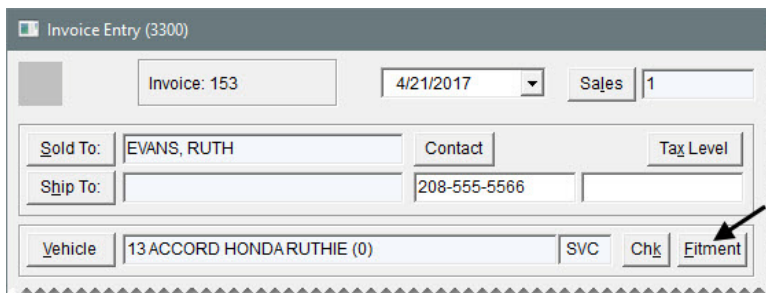 Invoice Entry (3300)
Invoice: 153 4/21/2017 Sales 1
Sold To: EVANS, RUTH Contact Tax Level
Ship To: 208-555-5566
Vehicle 13 ACCORD HONDA RUTHIE (0) SVC Chk Fitment